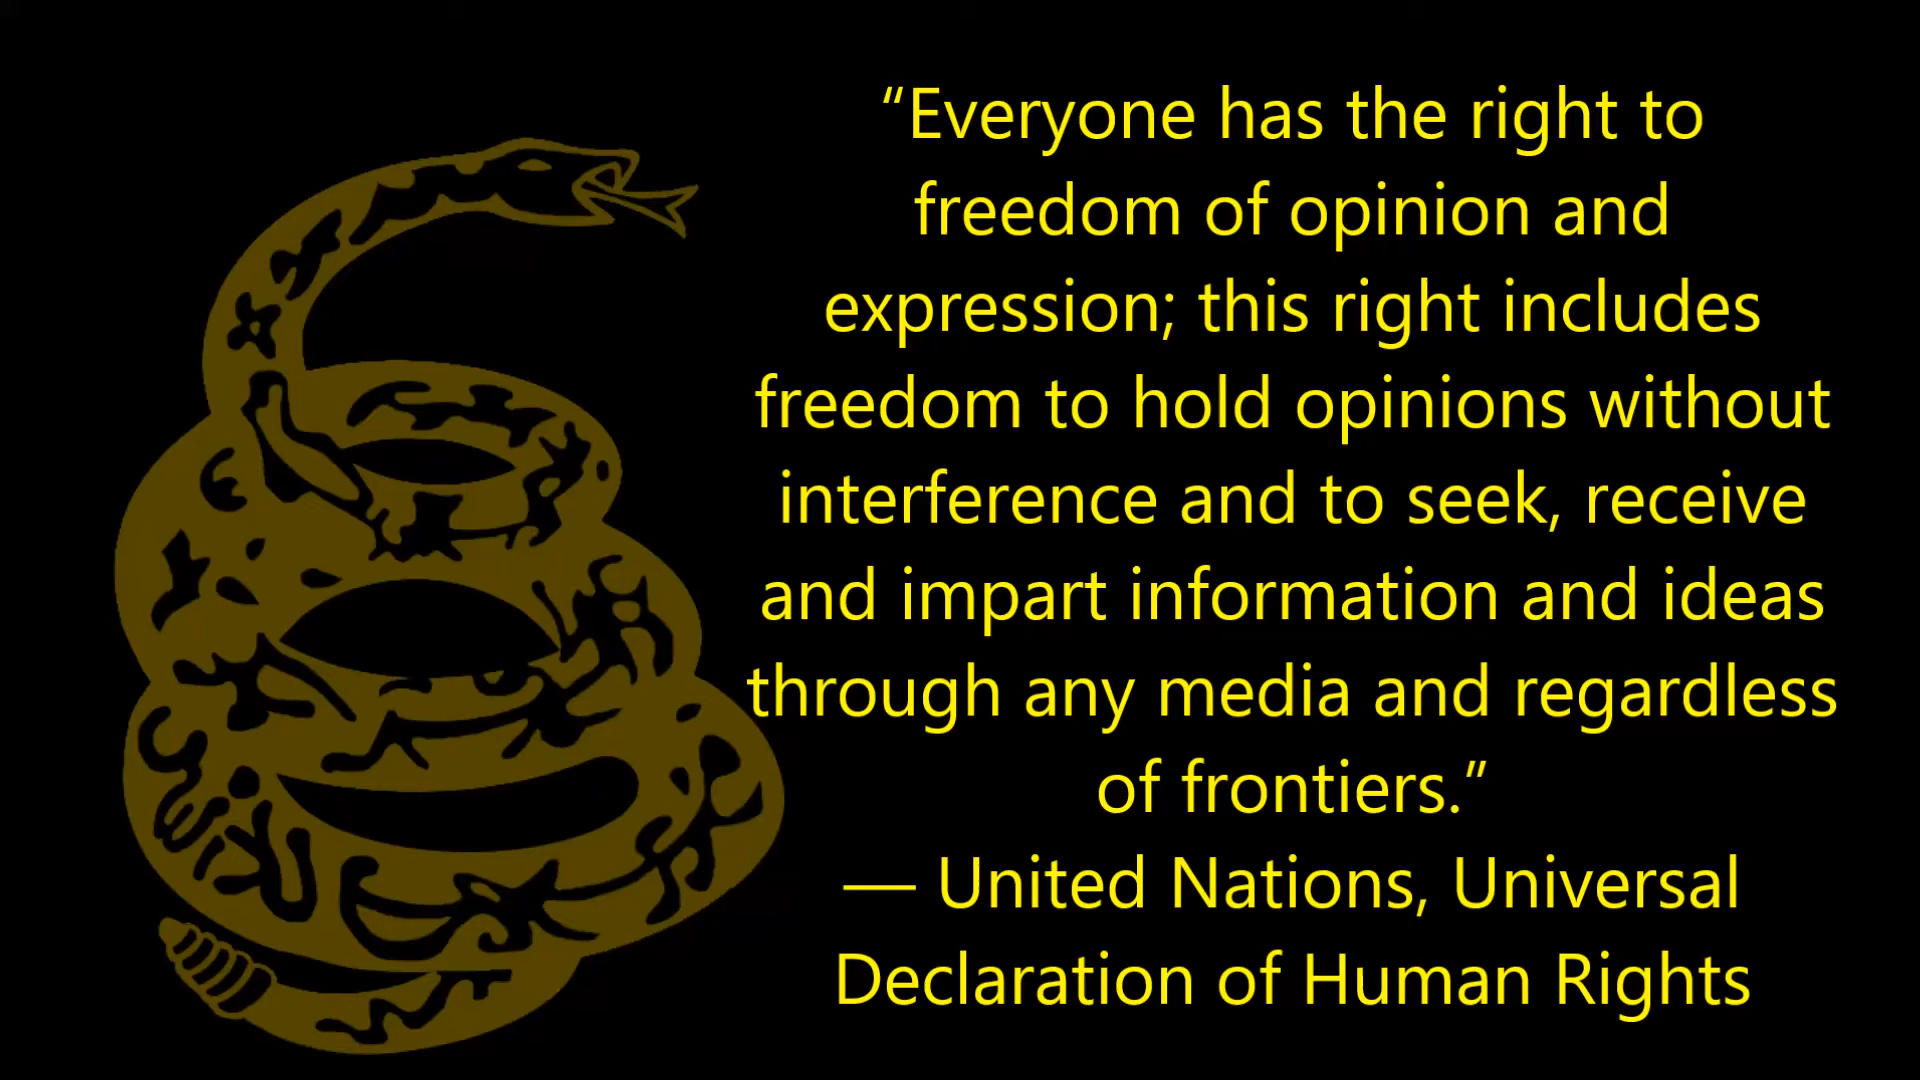 “Everyone has the right to
freedom of opinion and
expression; this right includes
freedom to hold opinions without
interference and to seek, receive
and impart information and ideas
through any media and regardless
of frontiers.”
— United Nations, Universal
Declaration of Human Rights